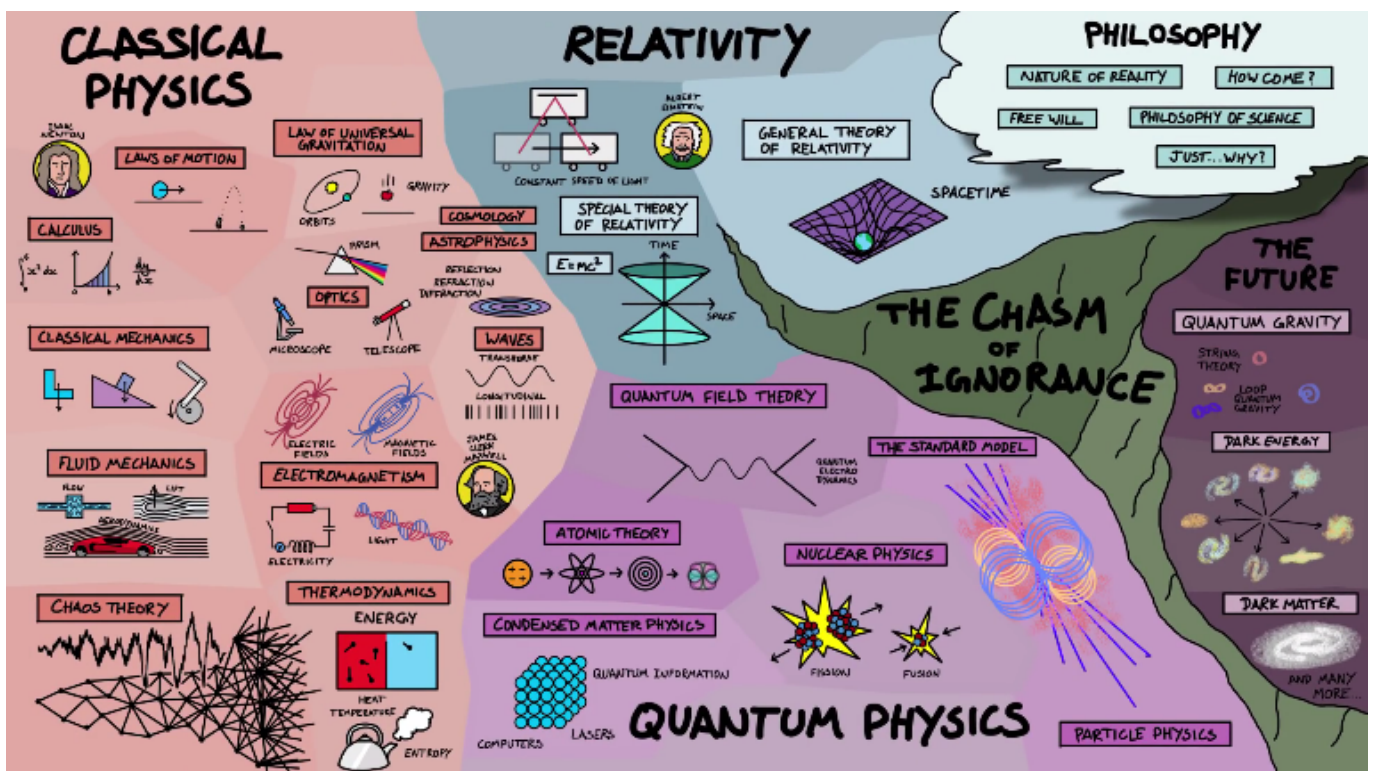 CLASSICAL
PHYSICS
ISAAC
NEWTON
LAWS OF MOTION
LAW OF UNIVERSAL
GRAVITATION
ORBITS
GRAVITY
CALCULUS
∫ₐᵇ x² dx
a
b
dy
dx
PRISM
OPTICS
MICROSCOPE
TELESCOPE
COSMOLOGY
ASTROPHYSICS
REFLECTION
REFRACTION
DIFFRACTION
WAVES
TRANSVERSE
LONGITUDINAL
CLASSICAL MECHANICS
ELECTRIC
FIELDS
MAGNETIC
FIELDS
JAMES
CLERK
MAXWELL
FLUID MECHANICS
FLOW
LIFT
AERODYNAMICS
ELECTROMAGNETISM
ELECTRICITY
LIGHT
CHAOS THEORY
THERMODYNAMICS
ENERGY
HEAT
TEMPERATURE
ENTROPY
RELATIVITY
ALBERT
EINSTEIN
CONSTANT SPEED OF LIGHT
GENERAL THEORY
OF RELATIVITY
SPACETIME
SPECIAL THEORY
OF RELATIVITY
E=mc²
TIME
SPACE
PHILOSOPHY
NATURE OF REALITY
HOW COME?
FREE WILL
PHILOSOPHY OF SCIENCE
JUST...WHY?
THE CHASM
OF
IGNORANCE
THE
FUTURE
QUANTUM GRAVITY
STRING
THEORY
LOOP
QUANTUM
GRAVITY
DARK ENERGY
DARK MATTER
AND MANY
MORE...
QUANTUM FIELD THEORY
QUANTUM
ELECTRO
DYNAMICS
THE STANDARD MODEL
ATOMIC THEORY
NUCLEAR PHYSICS
FISSION
FUSION
CONDENSED MATTER PHYSICS
QUANTUM INFORMATION
LASERS
COMPUTERS
QUANTUM PHYSICS
PARTICLE PHYSICS